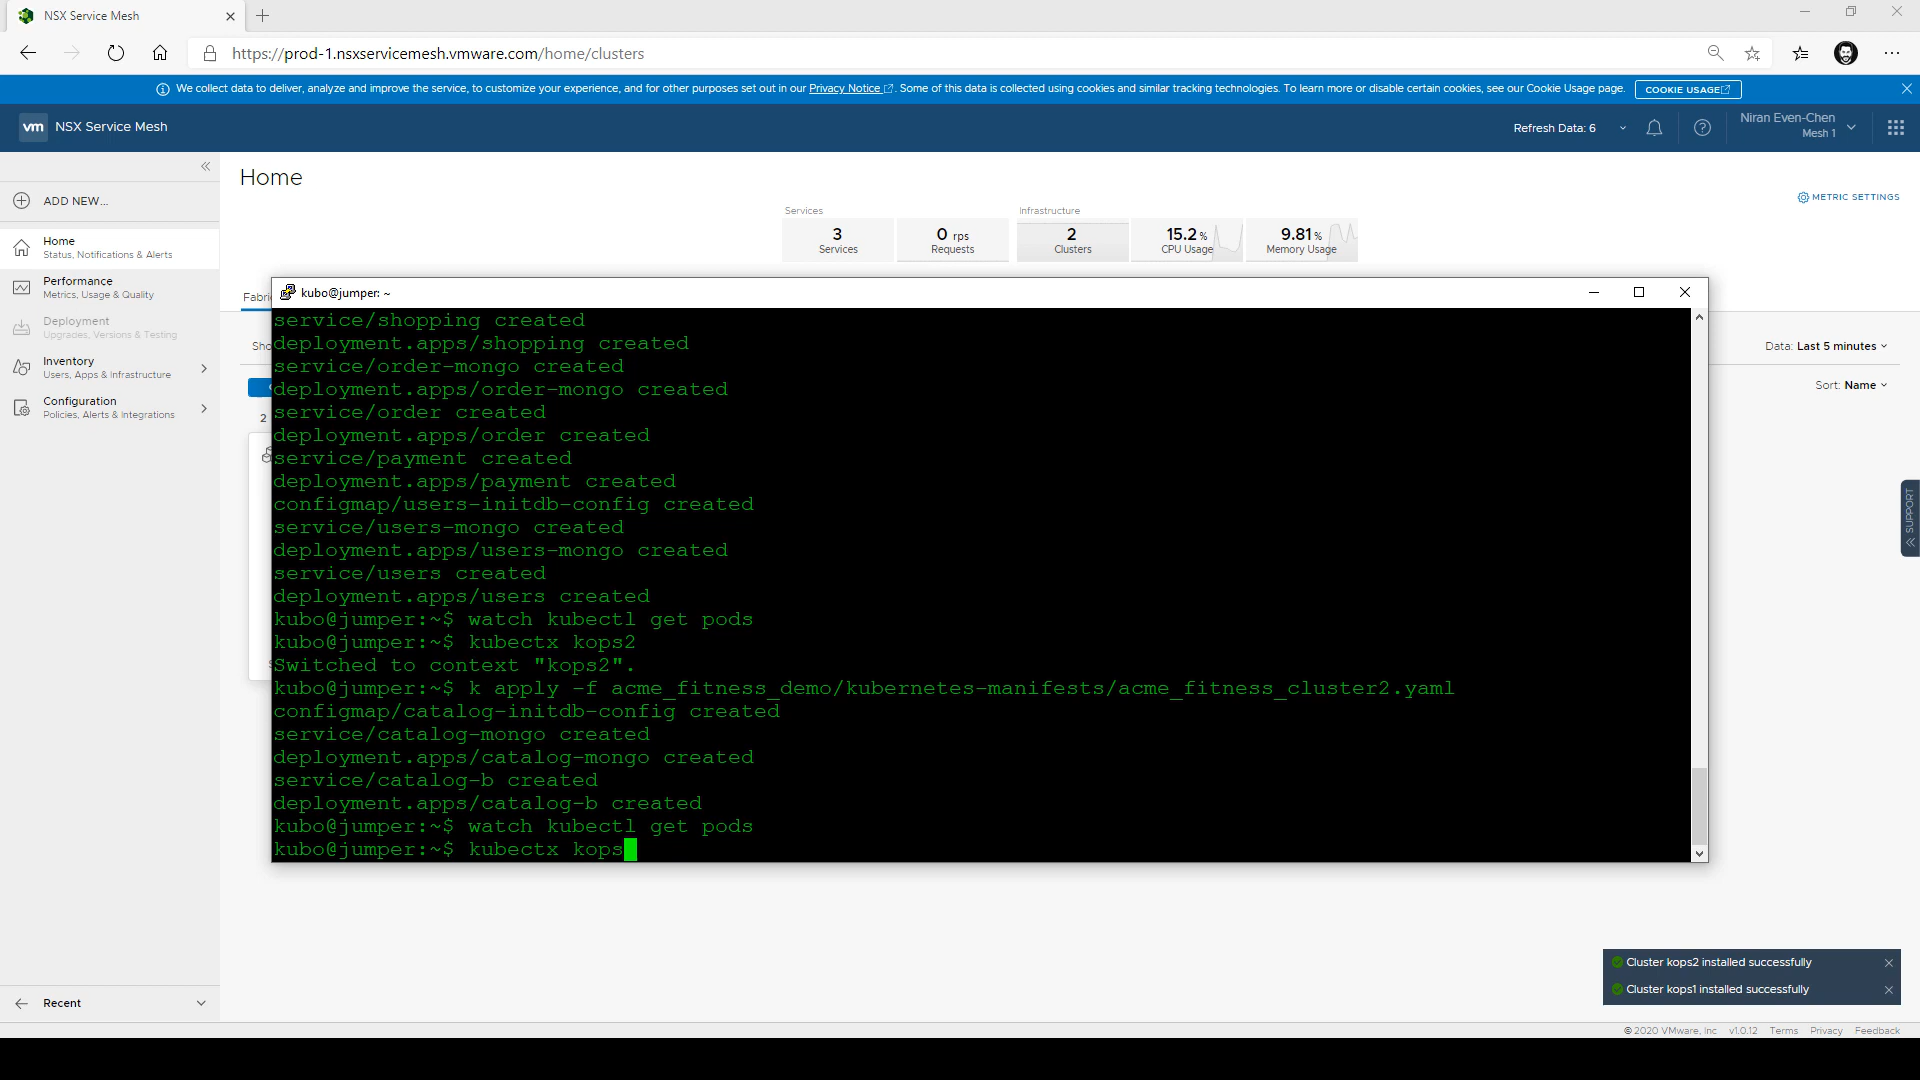 NSX Service Mesh
https://prod-1.nsxservicemesh.vmware.com/home/clusters
We collect data to deliver, analyze and improve the service, to customize your experience, and for other purposes set out in our Privacy Notice. Some of this data is collected using cookies and similar tracking technologies. To learn more or disable certain cookies, see our Cookie Usage page.
COOKIE USAGE
vm NSX Service Mesh
Refresh Data: 6
Niran Even-Chen
Mesh 1
ADD NEW...
Home
Status, Notifications & Alerts
Performance
Metrics, Usage & Quality
Deployment
Upgrades, Versions & Testing
Inventory
Users, Apps & Infrastructure
Configuration
Policies, Alerts & Integrations
Recent
Home
METRIC SETTINGS
Services
Infrastructure
3
Services
0 rps
Requests
2
Clusters
15.2 %
CPU Usage
9.81 %
Memory Usage
Data: Last 5 minutes
Sort: Name
2
SUPPORT
kubo@jumper: ~
service/shopping created
deployment.apps/shopping created
service/order-mongo created
deployment.apps/order-mongo created
service/order created
deployment.apps/order created
service/payment created
deployment.apps/payment created
configmap/users-initdb-config created
service/users-mongo created
deployment.apps/users-mongo created
service/users created
deployment.apps/users created
kubo@jumper:~$ watch kubectl get pods
kubo@jumper:~$ kubectx kops2
Switched to context "kops2".
kubo@jumper:~$ k apply -f acme_fitness_demo/kubernetes-manifests/acme_fitness_cluster2.yaml
configmap/catalog-initdb-config created
service/catalog-mongo created
deployment.apps/catalog-mongo created
service/catalog-b created
deployment.apps/catalog-b created
kubo@jumper:~$ watch kubectl get pods
kubo@jumper:~$ kubectx kops
Cluster kops2 installed successfully
Cluster kops1 installed successfully
© 2020 VMware, Inc v1.0.12 Terms Privacy Feedback